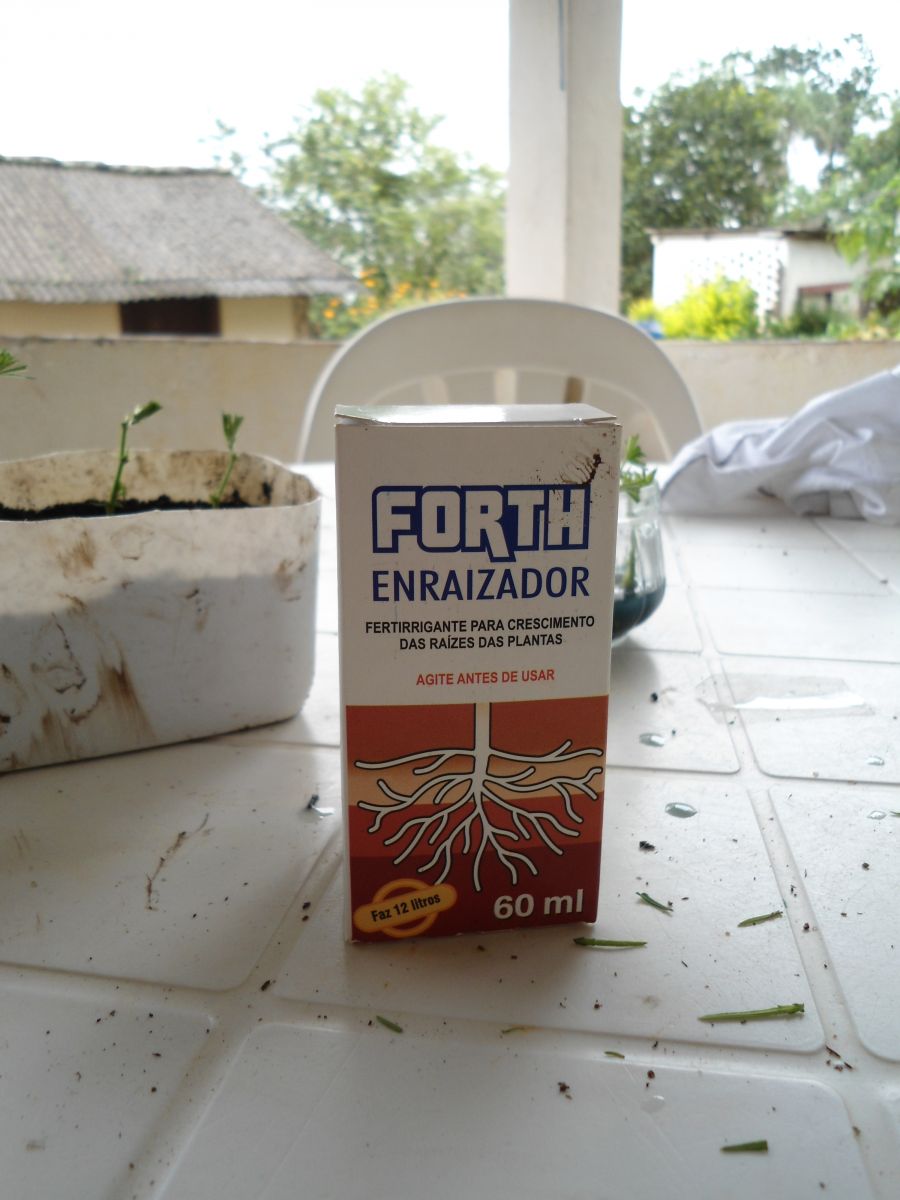 FORTH
ENRAIZADOR
FERTIRRIGANTE PARA CRESCIMENTO
DAS RAÍZES DAS PLANTAS
AGITE ANTES DE USAR
Faz 12 litros
60 ml